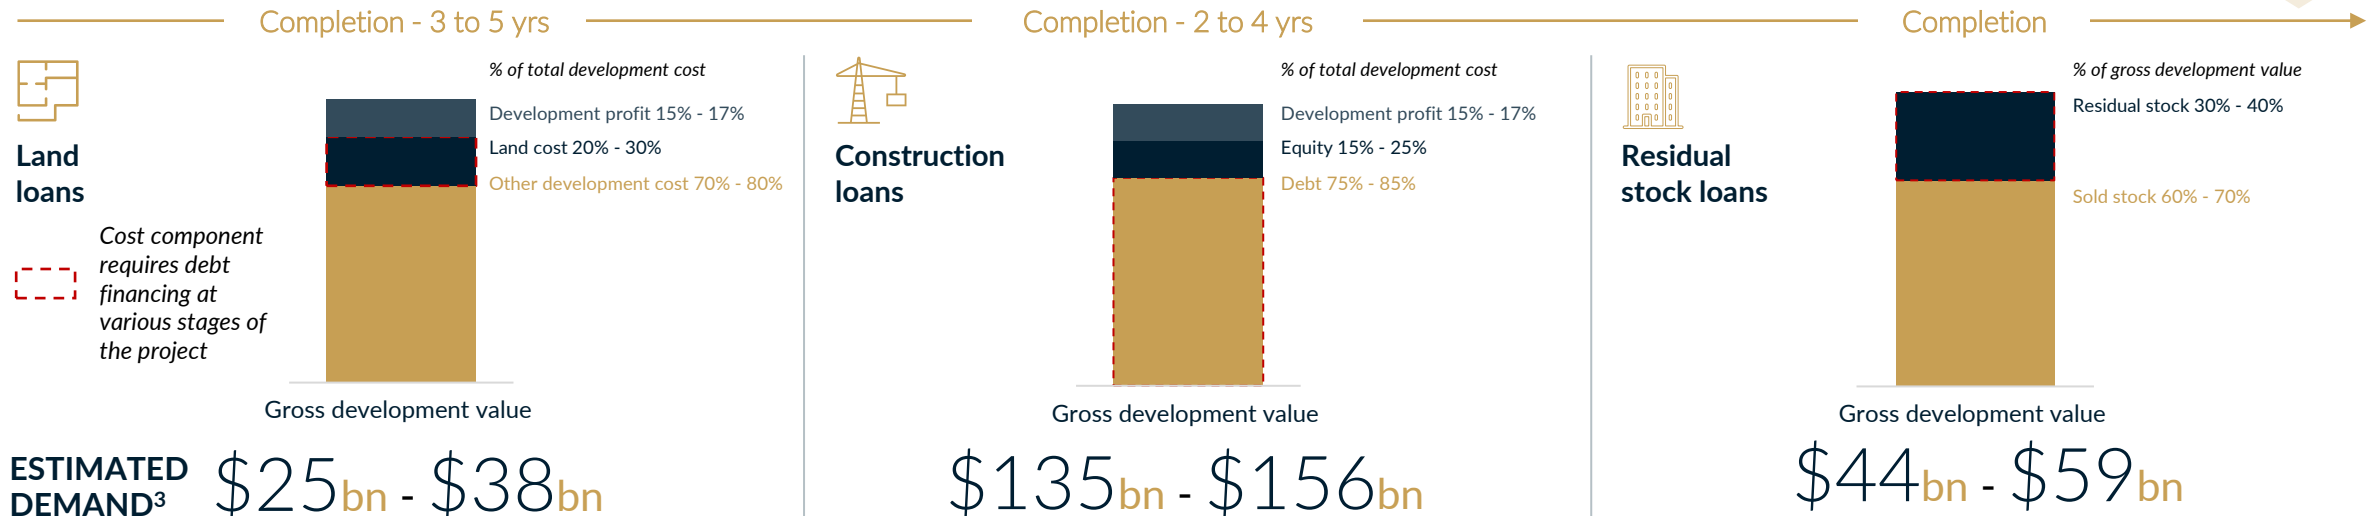 Completion - 3 to 5 yrs
Completion - 2 to 4 yrs
Completion
Land
loans
% of total development cost
Development profit 15% - 17%
Land cost 20% - 30%
Other development cost 70% - 80%
Cost component
requires debt
financing at
various stages of
the project
Gross development value
Construction
loans
% of total development cost
Development profit 15% - 17%
Equity 15% - 25%
Debt 75% - 85%
Gross development value
Residual
stock loans
% of gross development value
Residual stock 30% - 40%
Sold stock 60% - 70%
Gross development value
ESTIMATED
DEMAND³
$25bn - $38bn
$135bn - $156bn
$44bn - $59bn